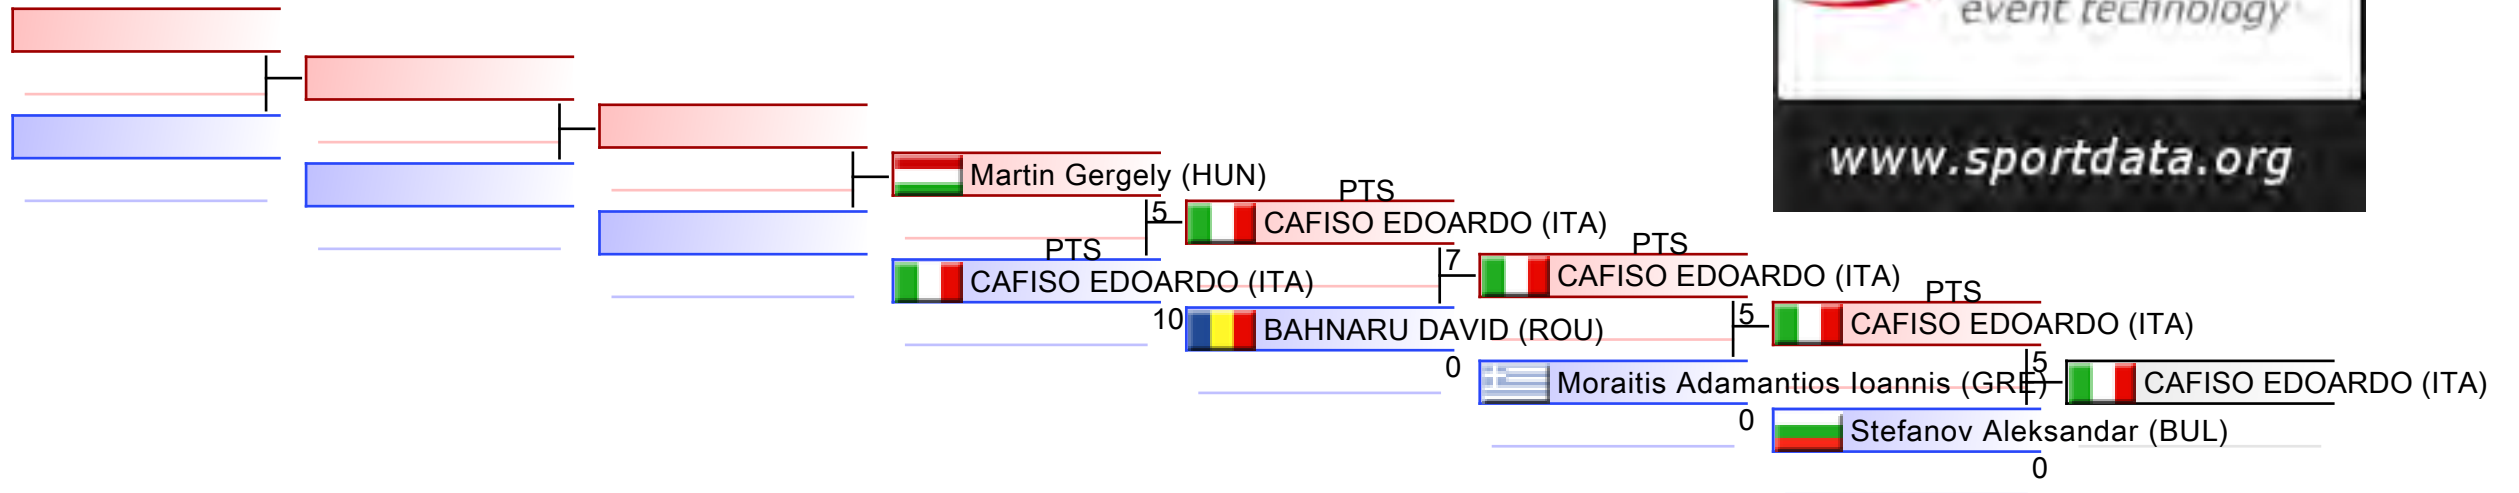 event technology
www.sportdata.org
Martin Gergely (HUN)
5
PTS
CAFISO EDOARDO (ITA)
10
PTS
CAFISO EDOARDO (ITA)
7
BAHNARU DAVID (ROU)
0
PTS
CAFISO EDOARDO (ITA)
5
Moraitis Adamantios Ioannis (GRE)
0
PTS
CAFISO EDOARDO (ITA)
5
Stefanov Aleksandar (BUL)
0
CAFISO EDOARDO (ITA)